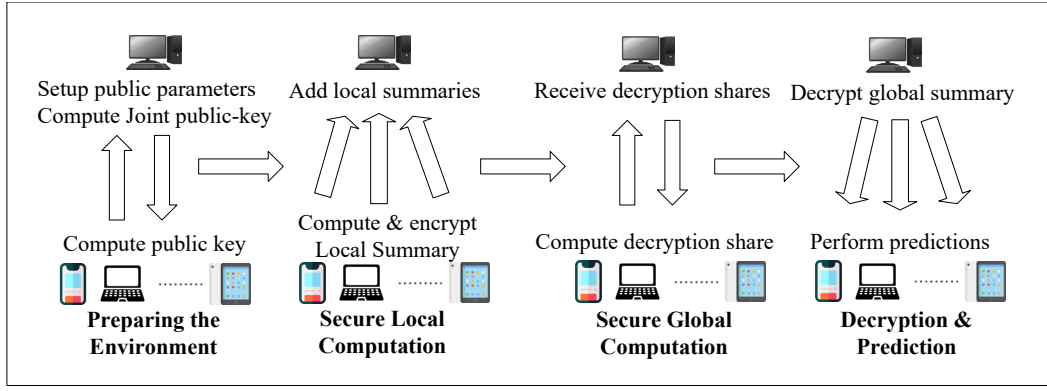 Setup public parameters
Compute Joint public-key
Compute public key
Preparing the
Environment
Add local summaries
Compute & encrypt
Local Summary
Secure Local
Computation
Receive decryption shares
Compute decryption share
Secure Global
Computation
Decrypt global summary
Perform predictions
Decryption &
Prediction